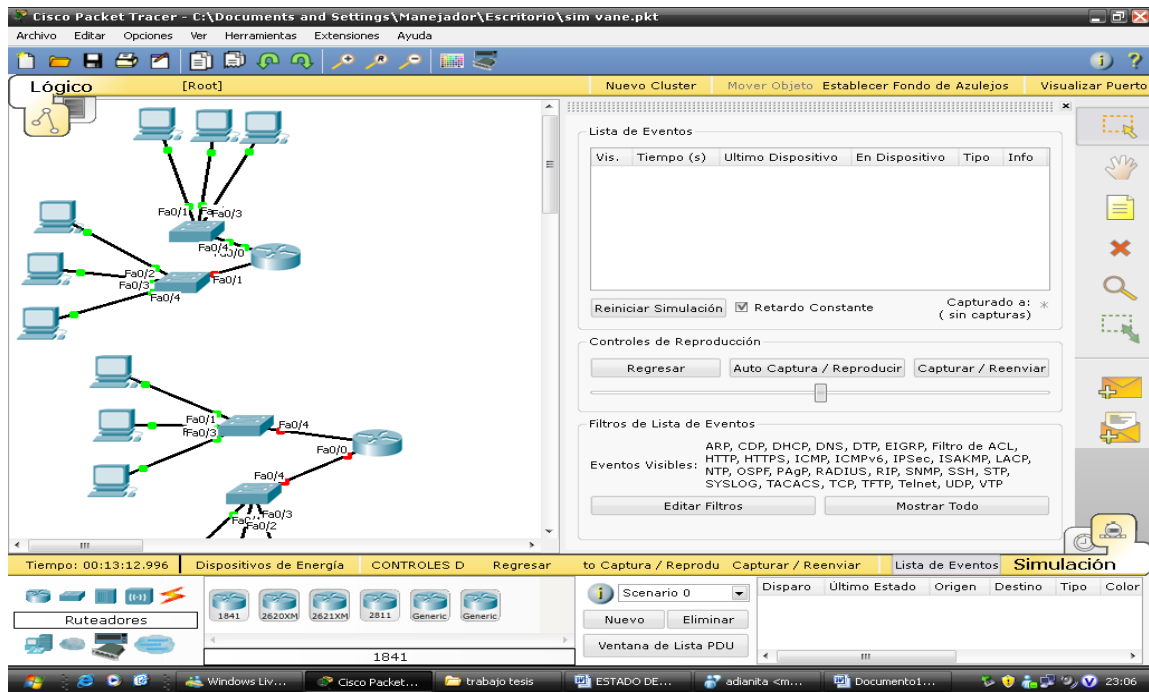 Cisco Packet Tracer - C:\Documents and Settings\Manejador\Escritorio\sim vane.pkt
Archivo Editar Opciones Ver Herramientas Extensiones Ayuda
Lógico [Root] Nuevo Cluster Mover Objeto Establecer Fondo de Azulejos Visualizar Puerto
Fa0/1 Fa0/3
Fa0/4
Fa0/2 Fa0/1
Fa0/3
Fa0/4
Fa0/1 Fa0/4
Fa0/3
Fa0/0
Fa0/4
Fa0/3
Fa0/2
Lista de Eventos
Vis. Tiempo (s) Ultimo Dispositivo En Dispositivo Tipo Info
Reiniciar Simulación Retardo Constante Capturado a: *
( sin capturas)
Controles de Reproducción
Regresar Auto Captura / Reproducir Capturar / Reenviar
Filtros de Lista de Eventos
Eventos Visibles: ARP, CDP, DHCP, DNS, DTP, EIGRP, Filtro de ACL,
HTTP, HTTPS, ICMP, ICMPv6, IPSec, ISAKMP, LACP,
NTP, OSPF, PAgP, RADIUS, RIP, SNMP, SSH, STP,
SYSLOG, TACACS, TCP, TFTP, Telnet, UDP, VTP
Editar Filtros Mostrar Todo
Tiempo: 00:13:12.996 Dispositivos de Energía CONTROLES D Regresar to Captura / Reprodu Capturar / Reenviar Lista de Eventos Simulación
Ruteadores
1841 2620XM 2621XM 2811 Generic Generic
1841
Scenario 0
Nuevo Eliminar
Ventana de Lista PDU
Disparo Último Estado Origen Destino Tipo Color
Windows Liv... Cisco Packet... trabajo tesis ESTADO DE... adianita <m... Documento1... 23:06